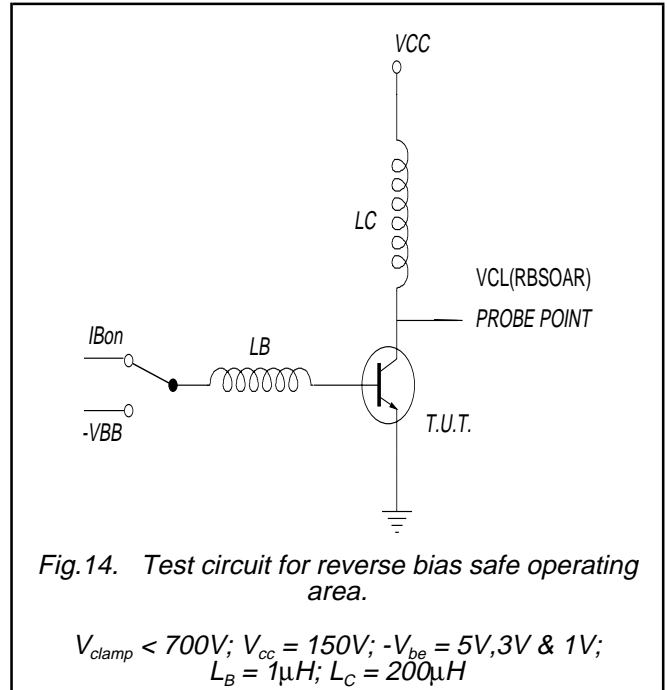 VCC
LC
VCL(RBSOAR)
PROBE POINT
IBon
LB
-VBB
T.U.T.
Fig.14. Test circuit for reverse bias safe operating
area.
Vclamp < 700V; Vcc = 150V; -Vbe = 5V,3V & 1V;
LB = 1μH; LC = 200μH